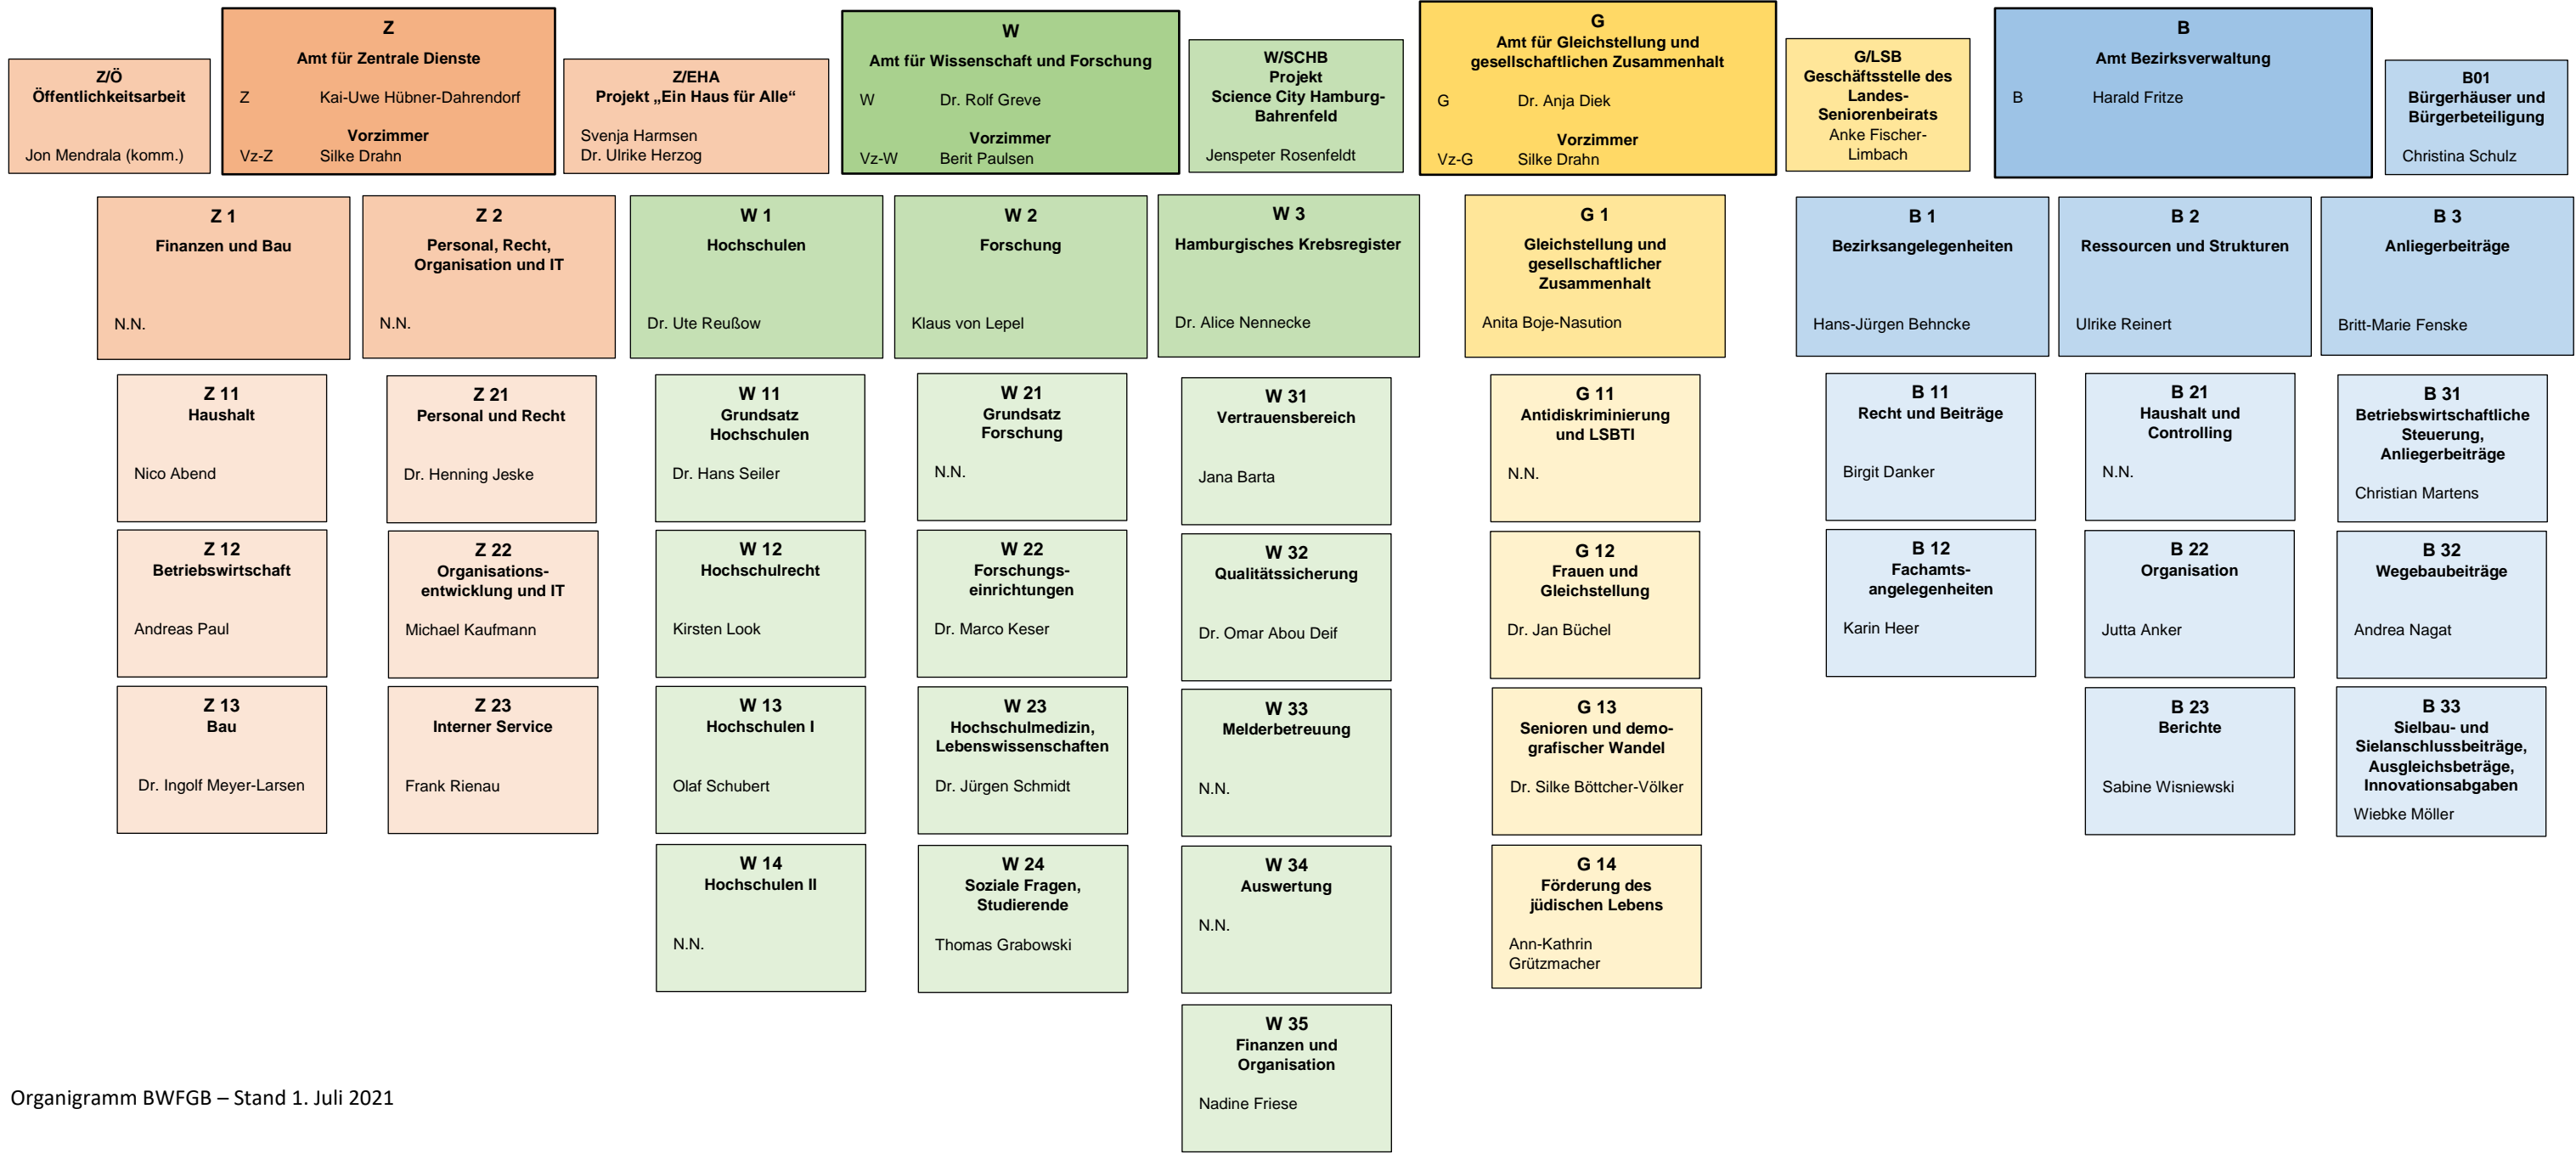 Z/Ö
Öffentlichkeitsarbeit
Jon Mendrala (komm.)
Z
Amt für Zentrale Dienste
Z Kai-Uwe Hübner-Dahrendorf
Vorzimmer
Vz-Z Silke Drahn
Z/EHA
Projekt „Ein Haus für Alle“
Svenja Harmsen
Dr. Ulrike Herzog
W
Amt für Wissenschaft und Forschung
W Dr. Rolf Greve
Vorzimmer
Vz-W Berit Paulsen
W/SCHB
Projekt
Science City Hamburg-
Bahrenfeld
Jenspeter Rosenfeldt
G
Amt für Gleichstellung und
gesellschaftlichen Zusammenhalt
G Dr. Anja Diek
Vorzimmer
Vz-G Silke Drahn
G/LSB
Geschäftsstelle des
Landes-
Seniorenbeirats
Anke Fischer-
Limbach
B
Amt Bezirksverwaltung
B Harald Fritze
B01
Bürgerhäuser und
Bürgerbeteiligung
Christina Schulz
Z 1
Finanzen und Bau
N.N.
Z 2
Personal, Recht,
Organisation und IT
N.N.
W 1
Hochschulen
Dr. Ute Reußow
W 2
Forschung
Klaus von Lepel
W 3
Hamburgisches Krebsregister
Dr. Alice Nennecke
G 1
Gleichstellung und
gesellschaftlicher
Zusammenhalt
Anita Boje-Nasution
B 1
Bezirksangelegenheiten
Hans-Jürgen Behncke
B 2
Ressourcen und Strukturen
Ulrike Reinert
B 3
Anliegerbeiträge
Britt-Marie Fenske
Z 11
Haushalt
Nico Abend
Z 21
Personal und Recht
Dr. Henning Jeske
W 11
Grundsatz
Hochschulen
Dr. Hans Seiler
W 21
Grundsatz
Forschung
N.N.
W 31
Vertrauensbereich
Jana Barta
G 11
Antidiskriminierung
und LSBTI
N.N.
B 11
Recht und Beiträge
Birgit Danker
B 21
Haushalt und
Controlling
N.N.
B 31
Betriebswirtschaftliche
Steuerung,
Anliegerbeiträge
Christian Martens
Z 12
Betriebswirtschaft
Andreas Paul
Z 22
Organisations-
entwicklung und IT
Michael Kaufmann
W 12
Hochschulrecht
Kirsten Look
W 22
Forschungs-
einrichtungen
Dr. Marco Keser
W 32
Qualitätssicherung
Dr. Omar Abou Deif
G 12
Frauen und
Gleichstellung
Dr. Jan Büchel
B 12
Fachamts-
angelegenheiten
Karin Heer
B 22
Organisation
Jutta Anker
B 32
Wegebaubeiträge
Andrea Nagat
Z 13
Bau
Dr. Ingolf Meyer-Larsen
Z 23
Interner Service
Frank Rienau
W 13
Hochschulen I
Olaf Schubert
W 23
Hochschulmedizin,
Lebenswissenschaften
Dr. Jürgen Schmidt
W 33
Melderbetreuung
N.N.
G 13
Senioren und demo-
grafischer Wandel
Dr. Silke Böttcher-Völker
B 23
Berichte
Sabine Wisniewski
B 33
Sielbau- und
Sielanschlussbeiträge,
Ausgleichsbeträge,
Innovationsabgaben
Wiebke Möller
W 14
Hochschulen II
N.N.
W 24
Soziale Fragen,
Studierende
Thomas Grabowski
W 34
Auswertung
N.N.
G 14
Förderung des
jüdischen Lebens
Ann-Kathrin
Grützmacher
W 35
Finanzen und
Organisation
Nadine Friese
Organigramm BWFGB – Stand 1. Juli 2021